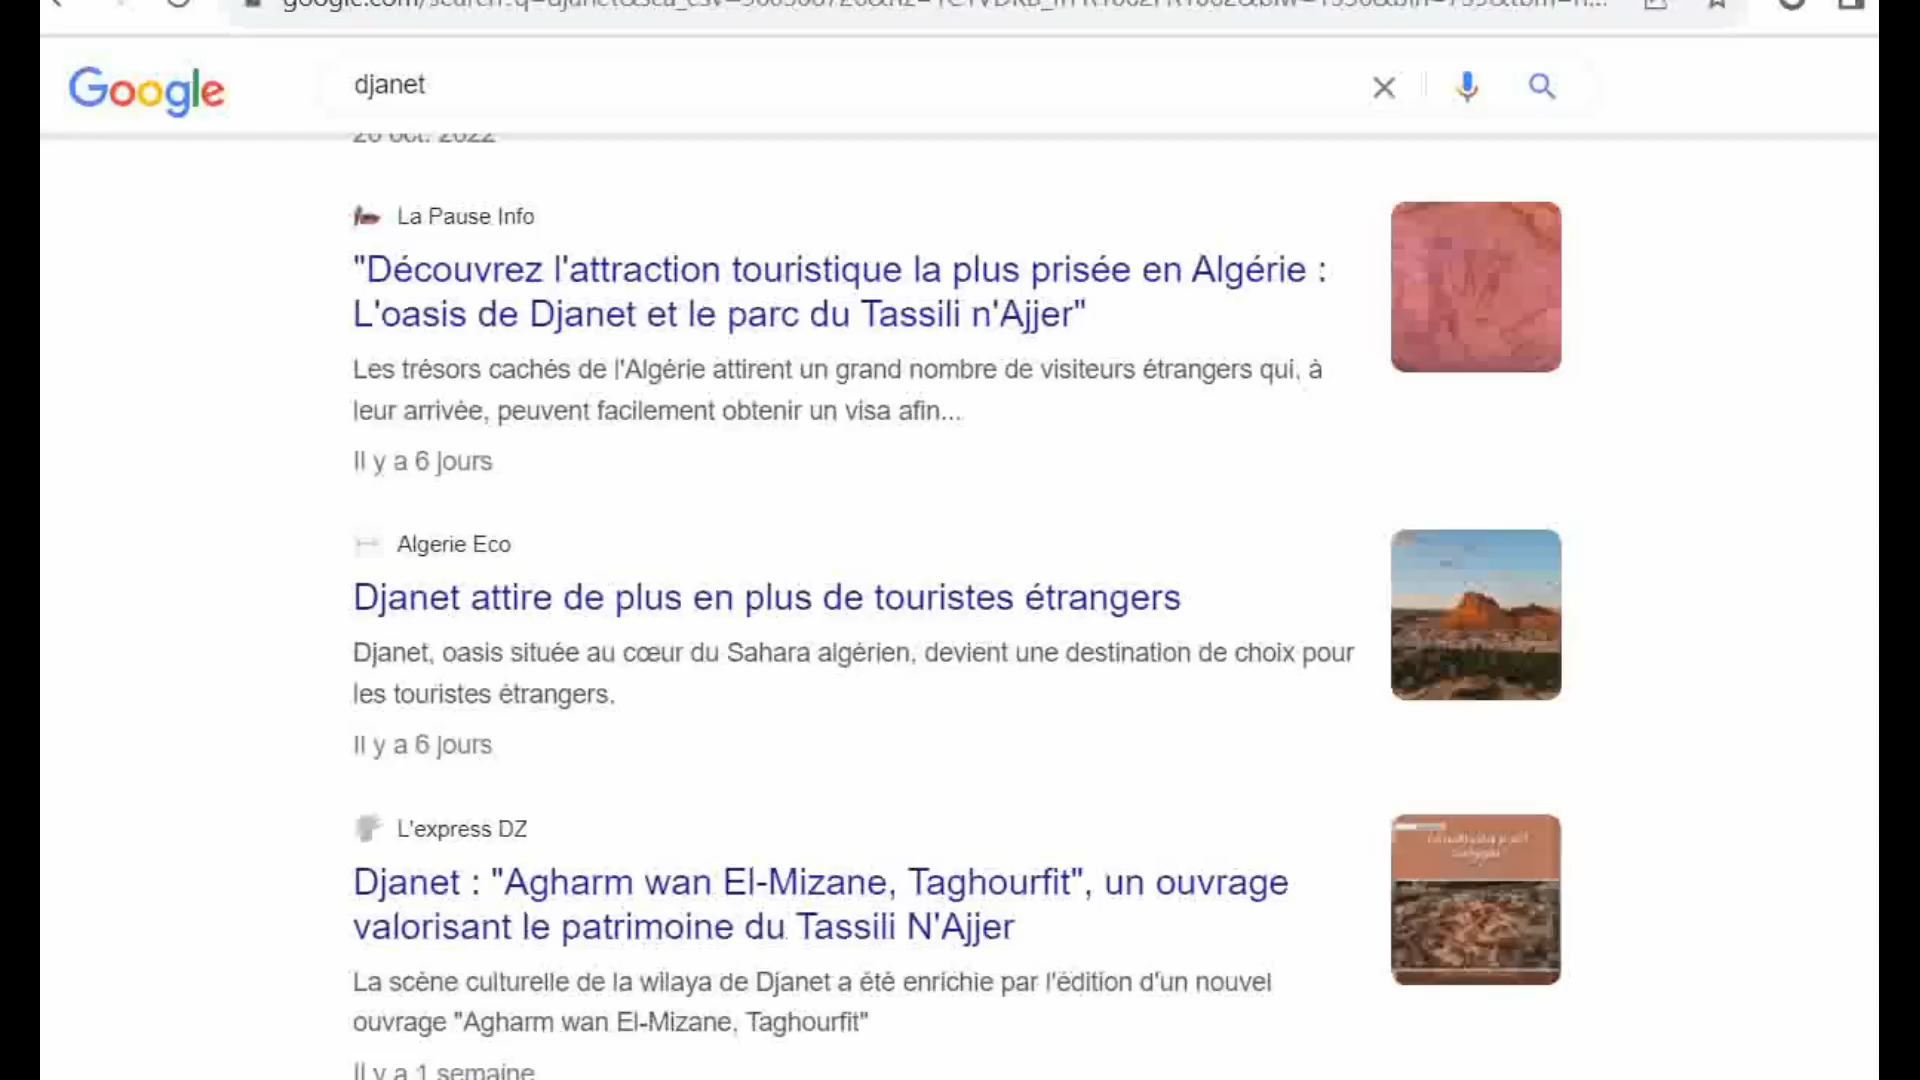 Google
djanet
20 oct. 2022
La Pause Info
"Découvrez l'attraction touristique la plus prisée en Algérie :
L'oasis de Djanet et le parc du Tassili n'Ajjer"
Les trésors cachés de l'Algérie attirent un grand nombre de visiteurs étrangers qui, à
leur arrivée, peuvent facilement obtenir un visa afin...
Il y a 6 jours
Algerie Eco
Djanet attire de plus en plus de touristes étrangers
Djanet, oasis située au cœur du Sahara algérien, devient une destination de choix pour
les touristes étrangers.
Il y a 6 jours
L'express DZ
Djanet : "Agharm wan El-Mizane, Taghourfit", un ouvrage
valorisant le patrimoine du Tassili N'Ajjer
La scène culturelle de la wilaya de Djanet a été enrichie par l'édition d'un nouvel
ouvrage "Agharm wan El-Mizane, Taghourfit"
Il y a 1 semaine